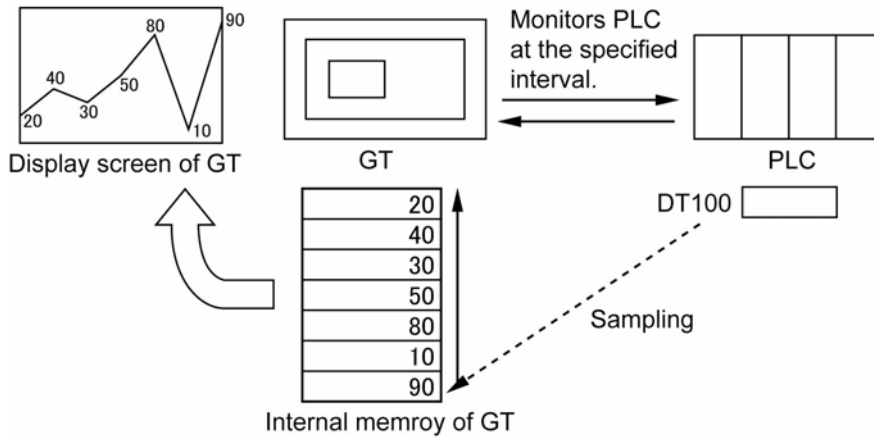 80
90
40
50
30
20
10
Display screen of GT
GT
Monitors PLC
at the specified
interval.
PLC
DT100
20
40
30
50
80
10
90
Sampling
Internal memroy of GT